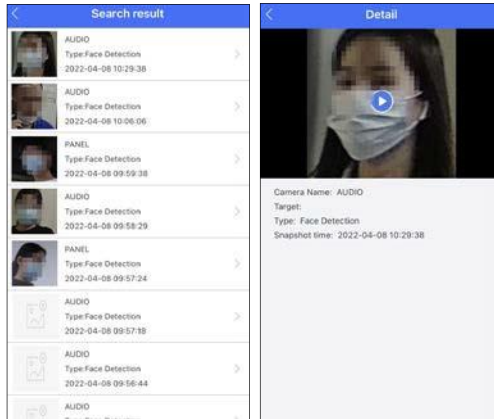 Search result
AUDIO
Type:Face Detection
2022-04-08 10:29:38
AUDIO
Type:Face Detection
2022-04-08 10:06:06
PANEL
Type:Face Detection
2022-04-08 09:59:38
AUDIO
Type:Face Detection
2022-04-08 09:58:29
PANEL
Type:Face Detection
2022-04-08 09:57:24
AUDIO
Type:Face Detection
2022-04-08 09:57:18
AUDIO
Type:Face Detection
2022-04-08 09:56:44
AUDIO
Detail
Camera Name: AUDIO
Target:
Type: Face Detection
Snapshot time: 2022-04-08 10:29:38